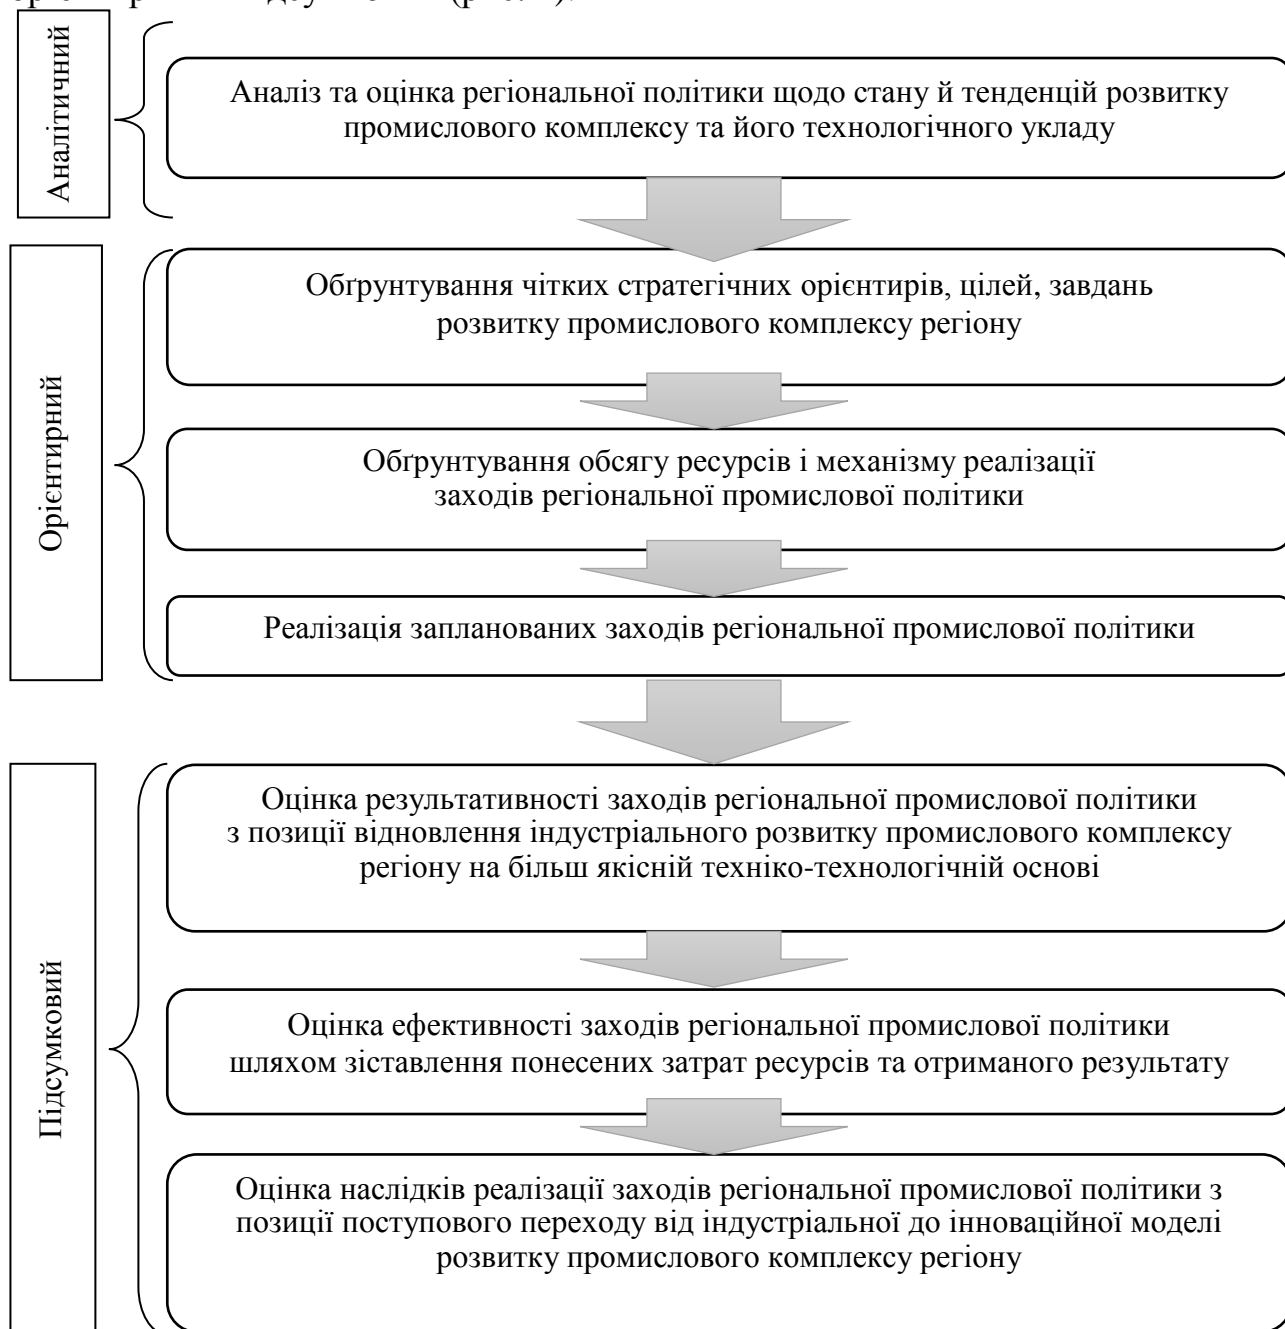 Аналітичний
Аналіз та оцінка регіональної політики щодо стану й тенденцій розвитку
промислового комплексу та його технологічного укладу
Орієнтирний
Обґрунтування чітких стратегічних орієнтирів, цілей, завдань
розвитку промислового комплексу регіону
Обґрунтування обсягу ресурсів і механізму реалізації
заходів регіональної промислової політики
Реалізація запланованих заходів регіональної промислової політики
Підсумковий
Оцінка результативності заходів регіональної промислової політики
з позиції відновлення індустріального розвитку промислового комплексу
регіону на більш якісній техніко-технологічній основі
Оцінка ефективності заходів регіональної промислової політики
шляхом зіставлення понесених затрат ресурсів та отриманого результату
Оцінка наслідків реалізації заходів регіональної промислової політики з
позиції поступового переходу від індустріальної до інноваційної моделі
розвитку промислового комплексу регіону